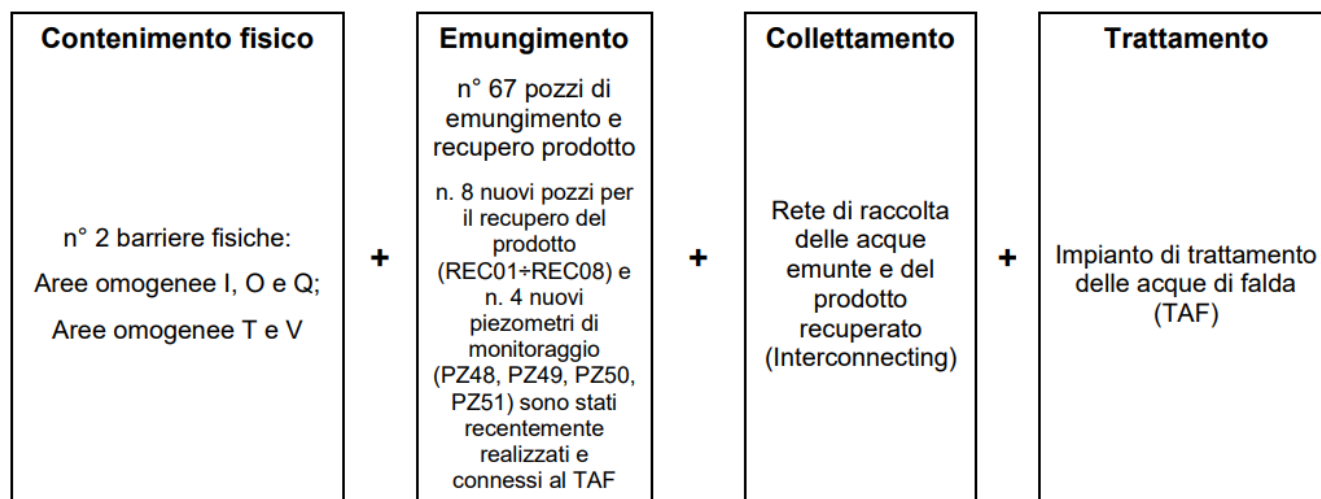 Contenimento fisico
n° 2 barriere fisiche:
Aree omogenee I, O e Q;
Aree omogenee T e V
+
Emungimento
n° 67 pozzi di
emungimento e
recupero prodotto
n. 8 nuovi pozzi per
il recupero del
prodotto
(REC01÷REC08) e
n. 4 nuovi
piezometri di
monitoraggio
(PZ48, PZ49, PZ50,
PZ51) sono stati
recentemente
realizzati e
connessi al TAF
+
Collettamento
Rete di raccolta
delle acque
emunte e del
prodotto
recuperato
(Interconnecting)
+
Trattamento
Impianto di trattamento
delle acque di falda
(TAF)